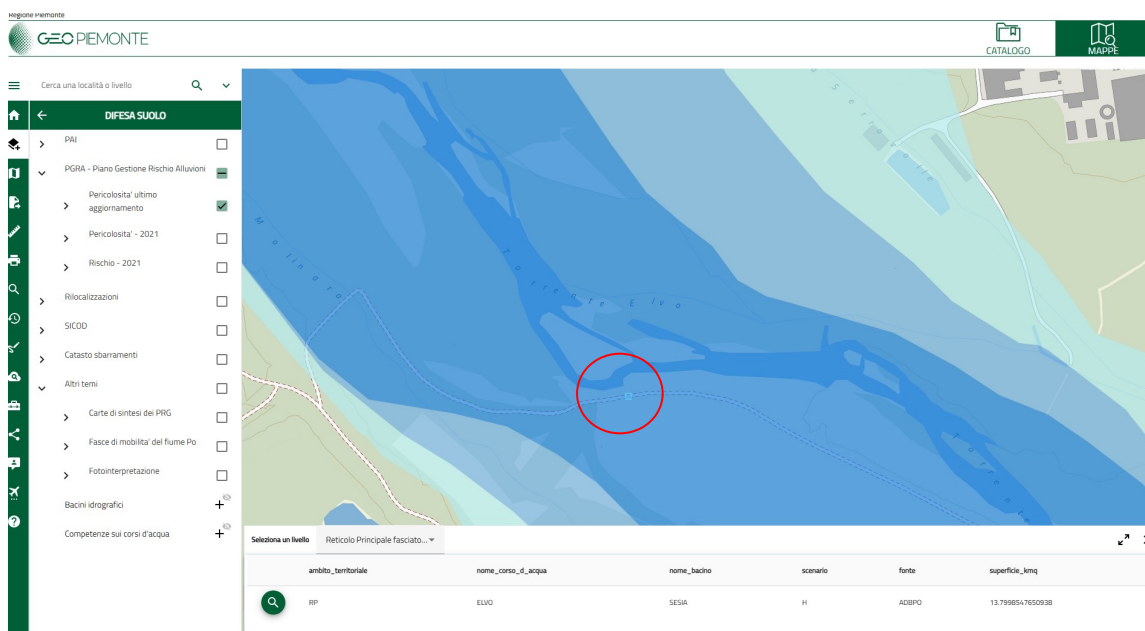 Regione Piemonte
GEOPIEMONTE
CATALOGO
MAPPE
Cerca una località o livello
DIFESA SUOLO
PAI
PGRA - Piano Gestione Rischio Alluvioni
Pericolosita' ultimo
aggiornamento
Pericolosita' - 2021
Rischio - 2021
Rilocalizzazioni
SICOD
Catasto sbarramenti
Altri temi
Carte di sintesi dei PRG
Fasce di mobilita' del fiume Po
Fotointerpretazione
Bacini idrografici
Competenze sui corsi d'acqua
Torrente Elvo
Torrente
Seleziona un livello Reticolo Principale fasciato...
ambito_territoriale nome_corso_d_acqua nome_bacino scenario fonte superficie_kmq
RP ELVO SESIA H ADBPO 13.7998547650938